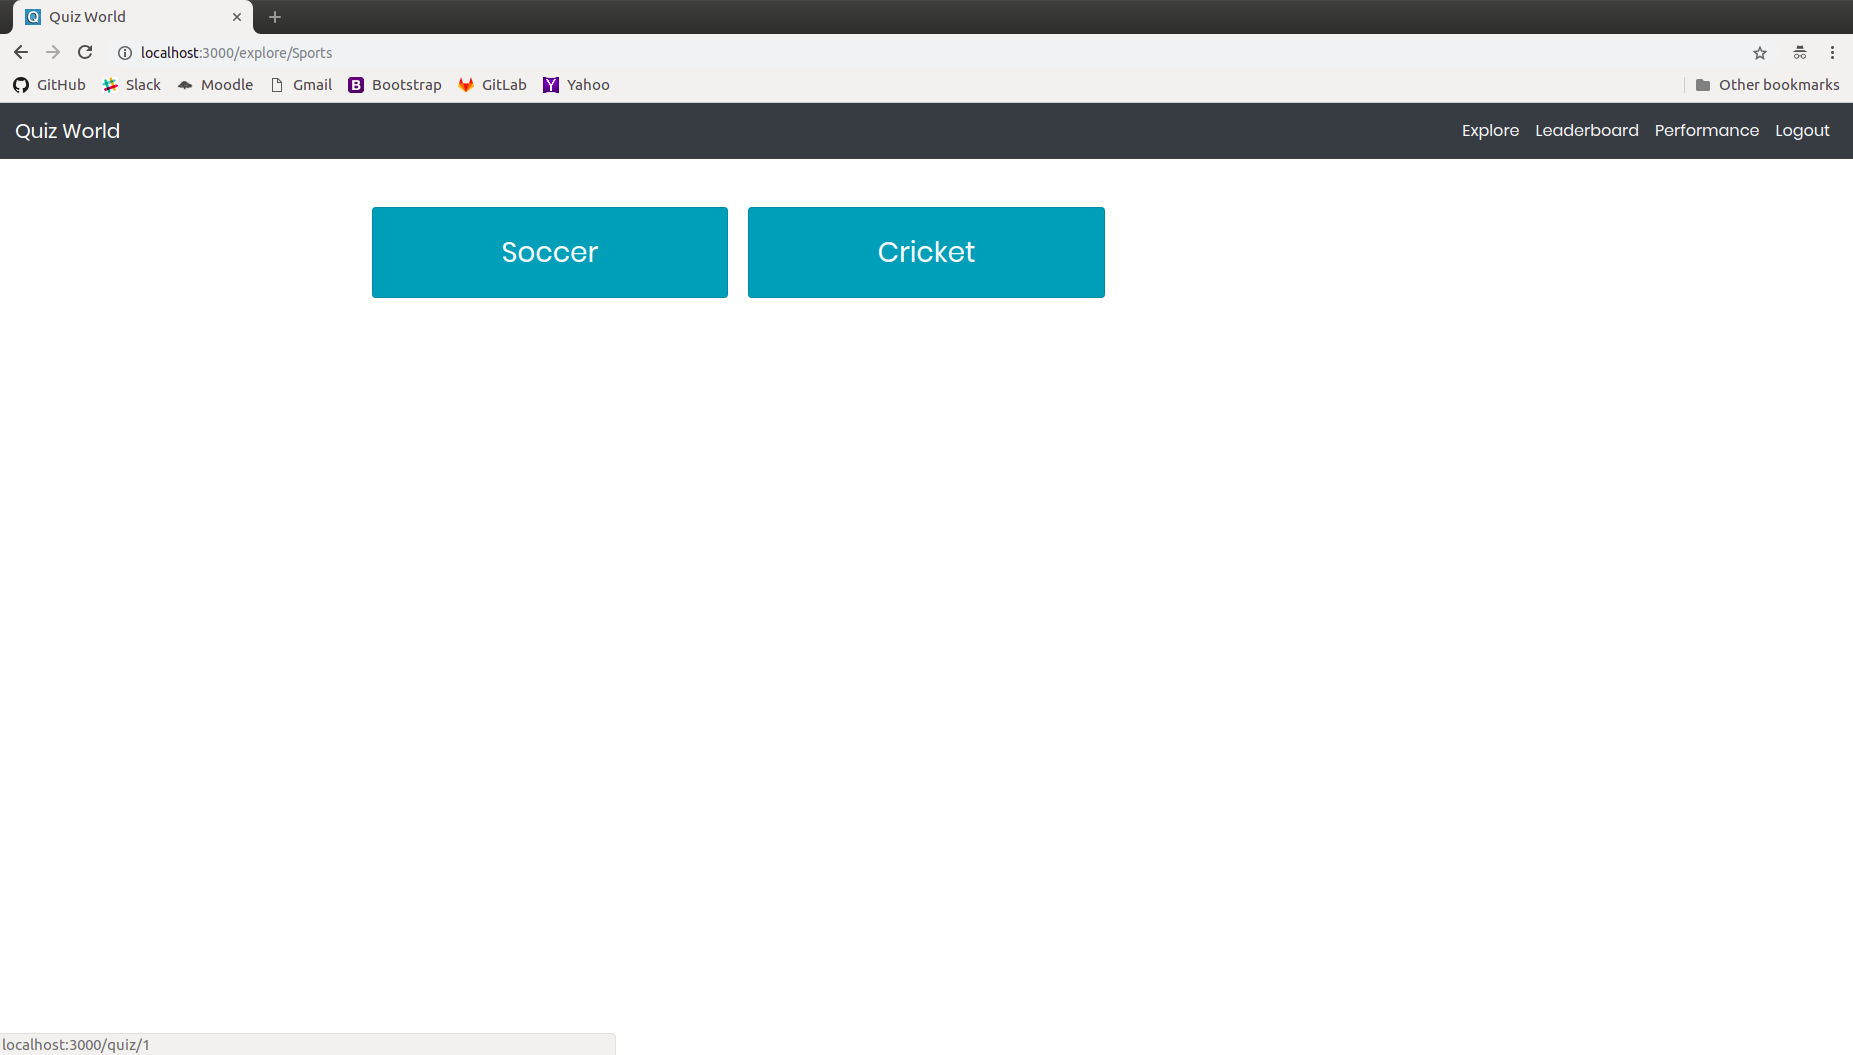 Quiz World
localhost:3000/explore/Sports
GitHub Slack Moodle Gmail Bootstrap GitLab Yahoo Other bookmarks
Quiz World Explore Leaderboard Performance Logout
Soccer Cricket
localhost:3000/quiz/1